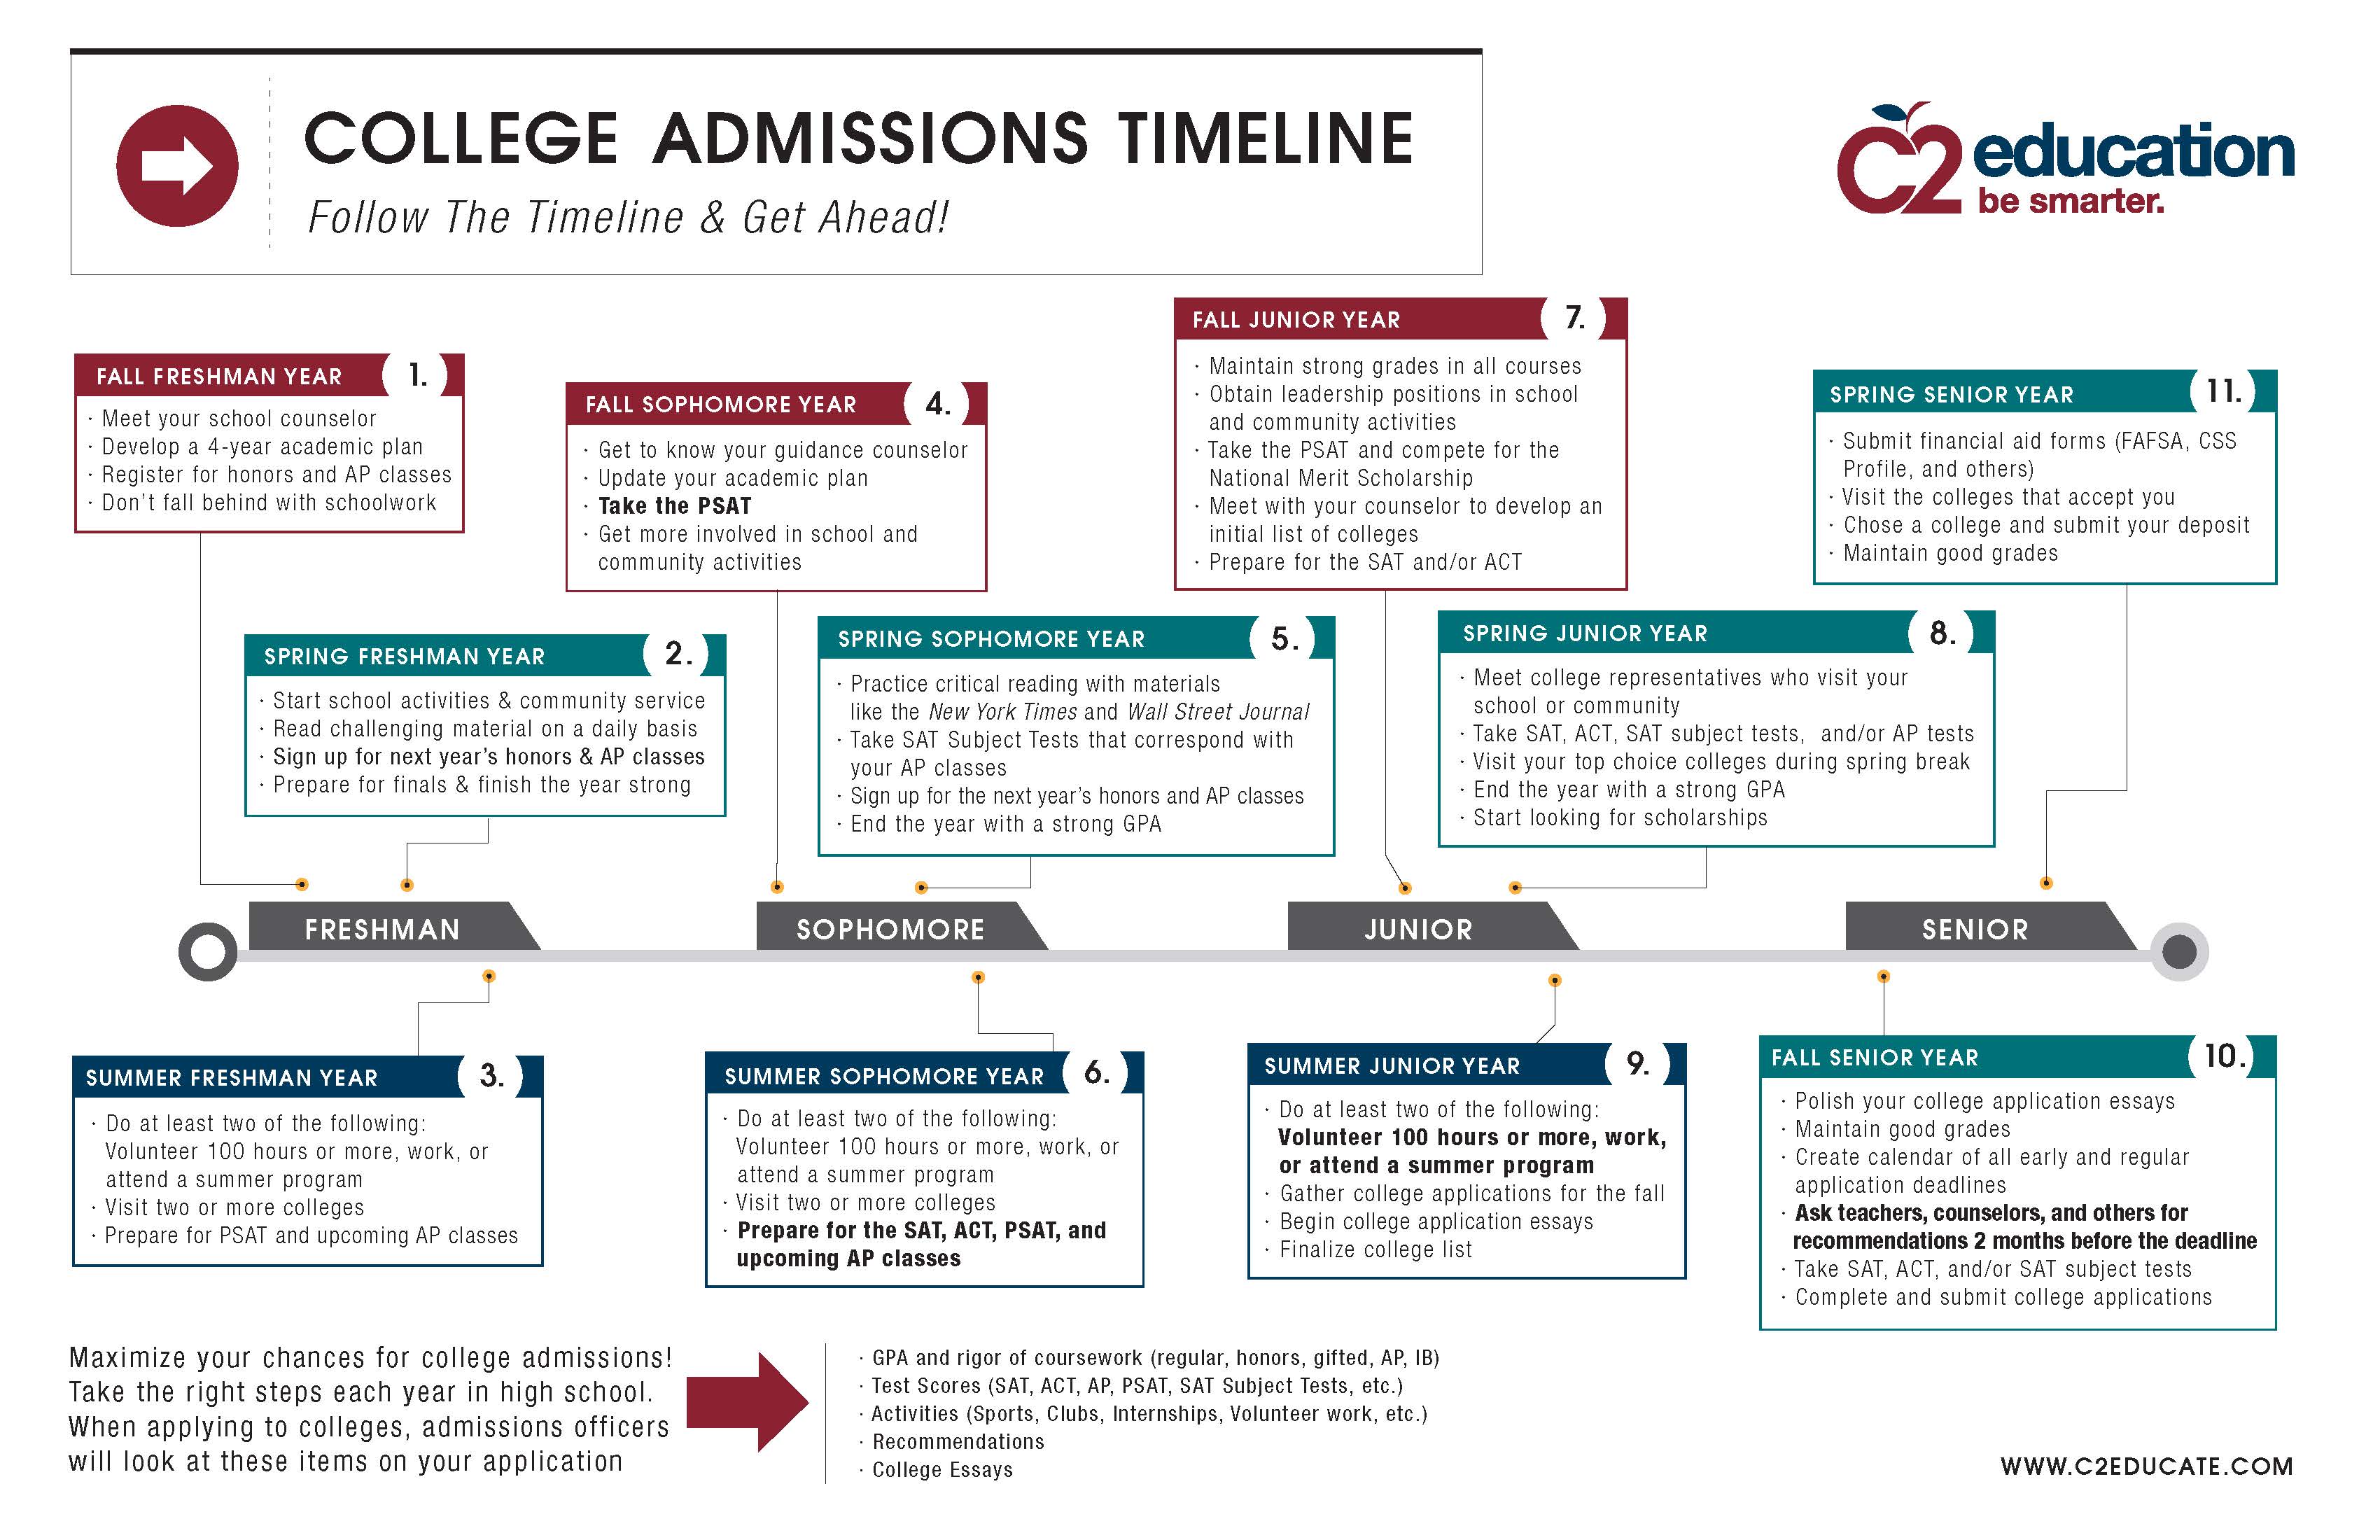 COLLEGE ADMISSIONS TIMELINE
Follow The Timeline & Get Ahead!
C2 education
be smarter.
FALL FRESHMAN YEAR 1.
· Meet your school counselor
· Develop a 4-year academic plan
· Register for honors and AP classes
· Don't fall behind with schoolwork
SPRING FRESHMAN YEAR 2.
· Start school activities & community service
· Read challenging material on a daily basis
· Sign up for next year's honors & AP classes
· Prepare for finals & finish the year strong
FALL SOPHOMORE YEAR 4.
· Get to know your guidance counselor
· Update your academic plan
· Take the PSAT
· Get more involved in school and
community activities
SPRING SOPHOMORE YEAR 5.
· Practice critical reading with materials
like the New York Times and Wall Street Journal
· Take SAT Subject Tests that correspond with
your AP classes
· Sign up for the next year's honors and AP classes
· End the year with a strong GPA
FALL JUNIOR YEAR 7.
· Maintain strong grades in all courses
· Obtain leadership positions in school
and community activities
· Take the PSAT and compete for the
National Merit Scholarship
· Meet with your counselor to develop an
initial list of colleges
· Prepare for the SAT and/or ACT
SPRING JUNIOR YEAR 8.
· Meet college representatives who visit your
school or community
· Take SAT, ACT, SAT subject tests, and/or AP tests
· Visit your top choice colleges during spring break
· End the year with a strong GPA
· Start looking for scholarships
SPRING SENIOR YEAR 11.
· Submit financial aid forms (FAFSA, CSS
Profile, and others)
· Visit the colleges that accept you
· Chose a college and submit your deposit
· Maintain good grades
FRESHMAN
SOPHOMORE
JUNIOR
SENIOR
SUMMER FRESHMAN YEAR 3.
· Do at least two of the following:
Volunteer 100 hours or more, work, or
attend a summer program
· Visit two or more colleges
· Prepare for PSAT and upcoming AP classes
SUMMER SOPHOMORE YEAR 6.
· Do at least two of the following:
Volunteer 100 hours or more, work, or
attend a summer program
· Visit two or more colleges
· Prepare for the SAT, ACT, PSAT, and
upcoming AP classes
SUMMER JUNIOR YEAR 9.
· Do at least two of the following:
Volunteer 100 hours or more, work,
or attend a summer program
· Gather college applications for the fall
· Begin college application essays
· Finalize college list
FALL SENIOR YEAR 10.
· Polish your college application essays
· Maintain good grades
· Create calendar of all early and regular
application deadlines
· Ask teachers, counselors, and others for
recommendations 2 months before the deadline
· Take SAT, ACT, and/or SAT subject tests
· Complete and submit college applications
Maximize your chances for college admissions!
Take the right steps each year in high school.
When applying to colleges, admissions officers
will look at these items on your application
· GPA and rigor of coursework (regular, honors, gifted, AP, IB)
· Test Scores (SAT, ACT, AP, PSAT, SAT Subject Tests, etc.)
· Activities (Sports, Clubs, Internships, Volunteer work, etc.)
· Recommendations
· College Essays
WWW.C2EDUCATE.COM